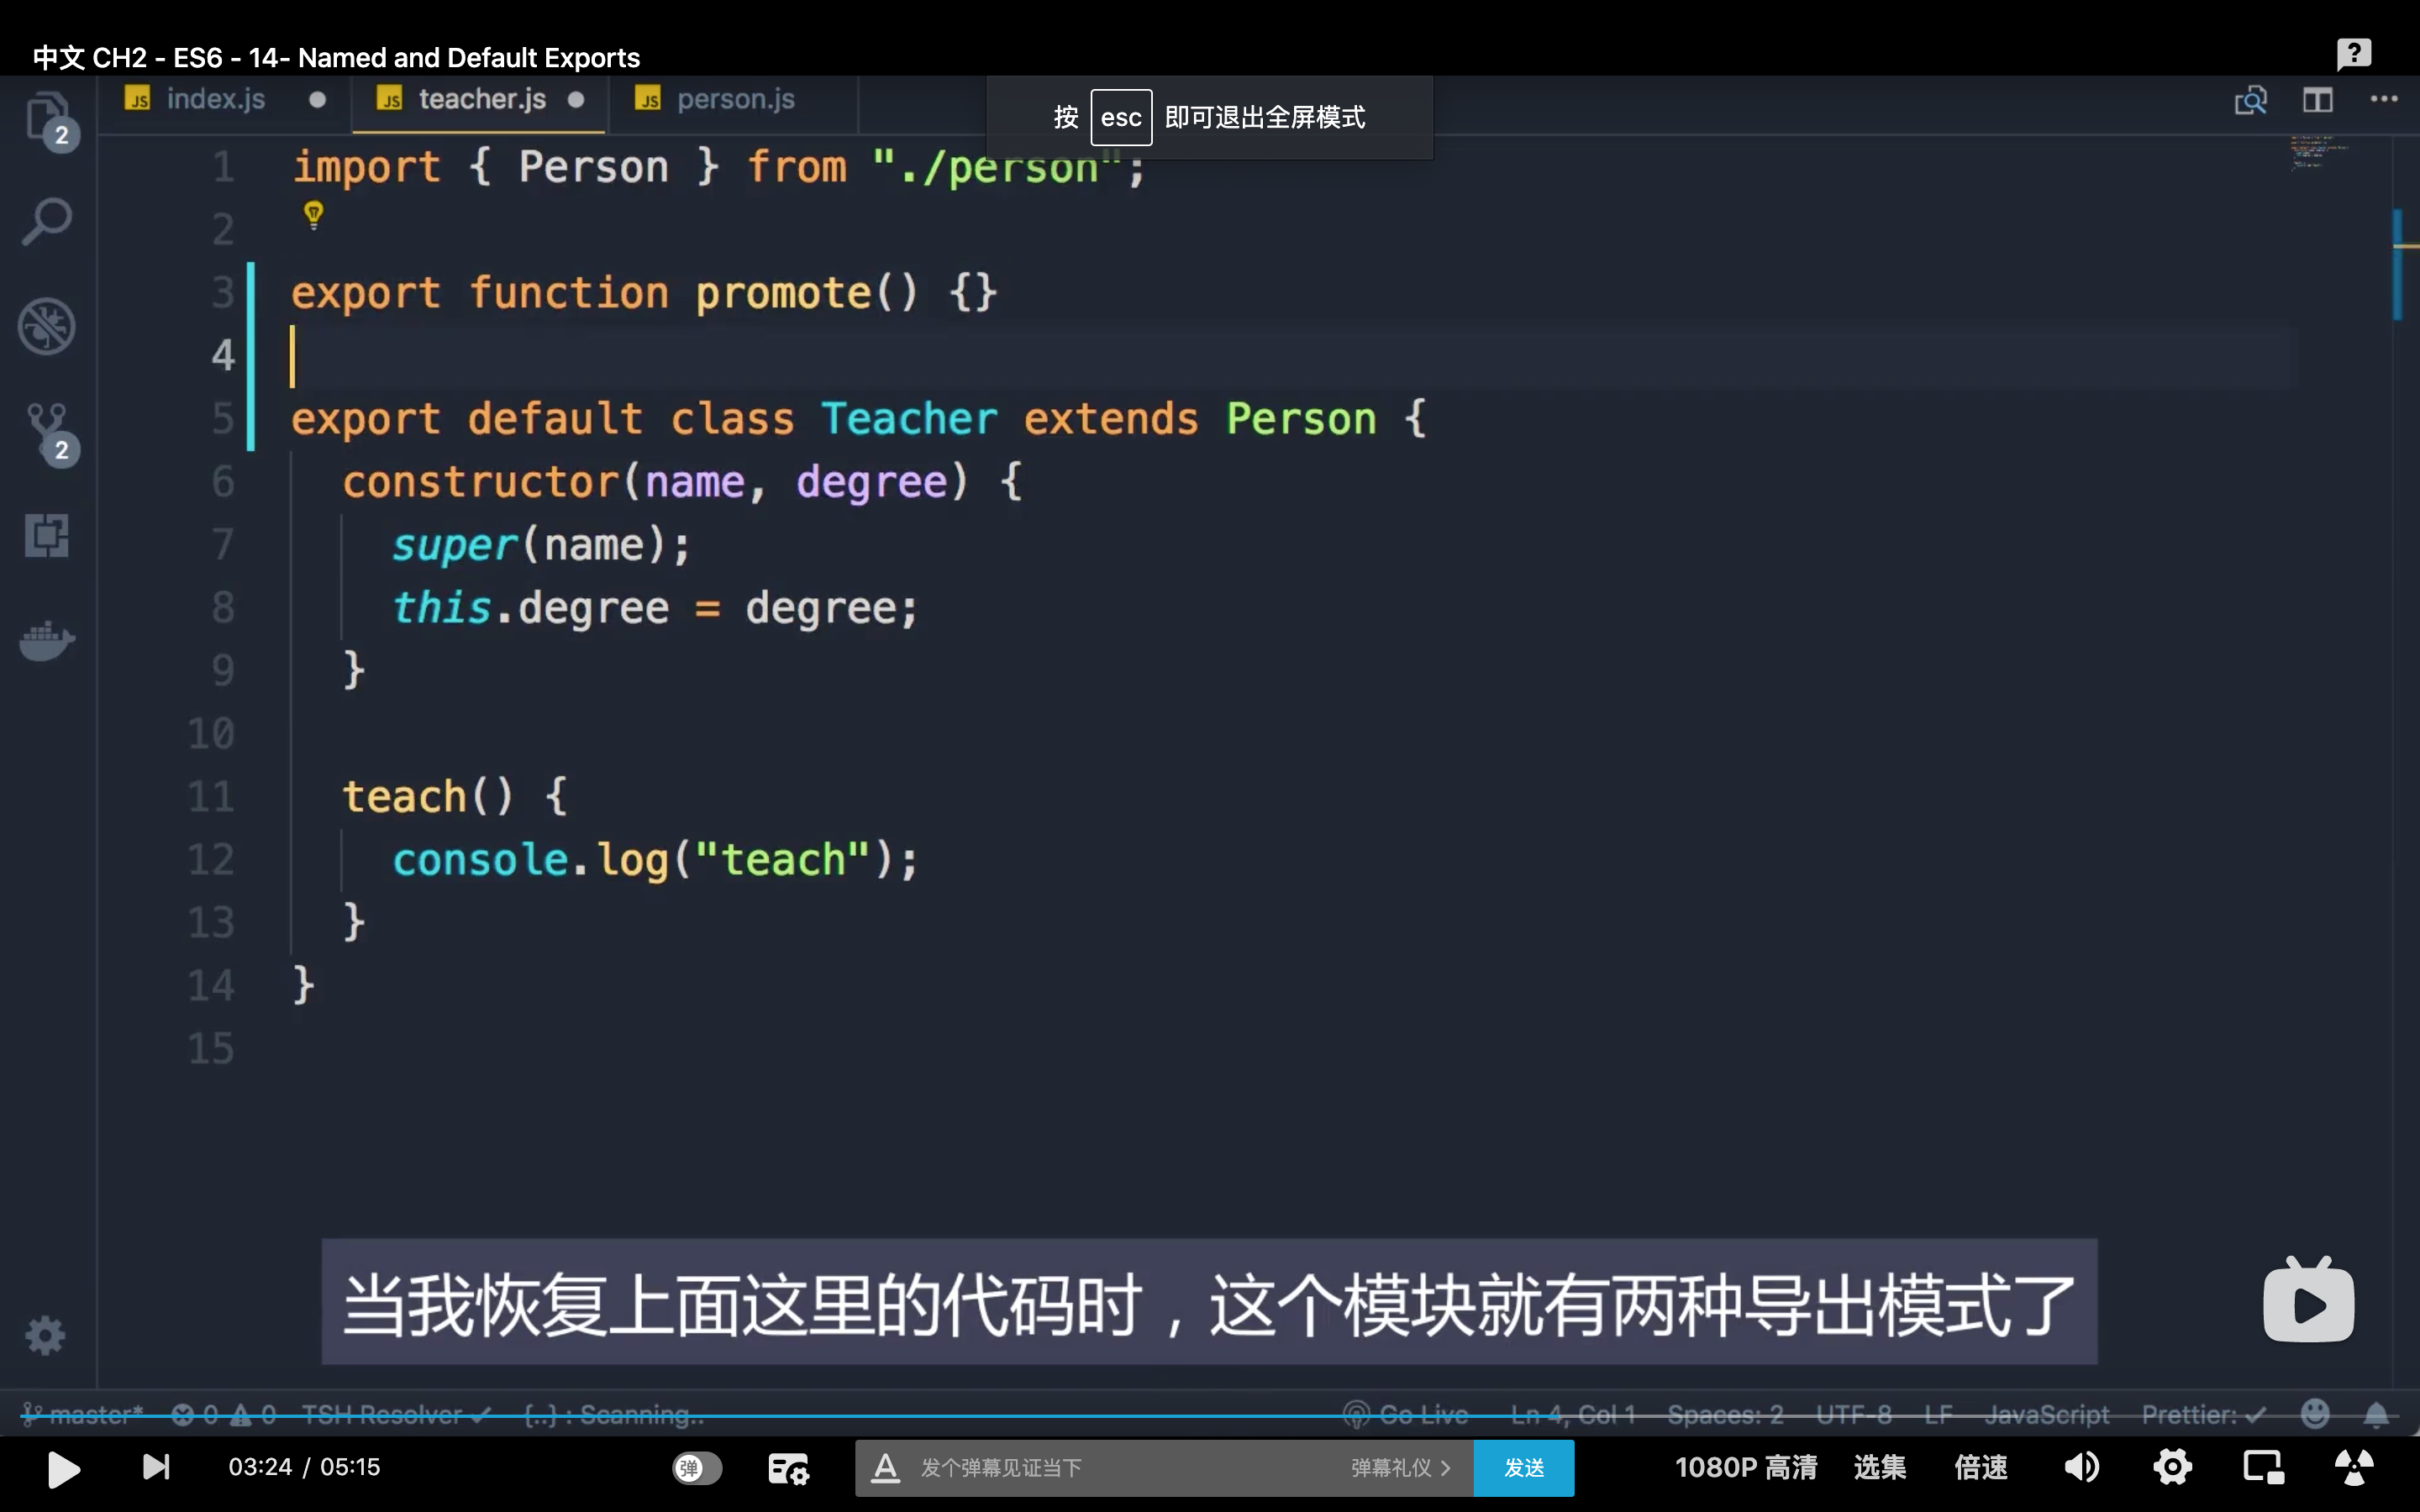 中文 CH2 - ES6 - 14- Named and Default Exports
?
2
JS index.js
JS teacher.js
JS person.js
按 esc 即可退出全屏模式
1 import { Person } from "./person";
2
3 export function promote() {}
4
5 export default class Teacher extends Person {
6 constructor(name, degree) {
7 super(name);
8 this.degree = degree;
9 }
10
11 teach() {
12 console.log("teach");
13 }
14 }
15
2
当我恢复上面这里的代码时，这个模块就有两种导出模式了
master* 0 0 TSH Resolver ✓ {..} : Scanning.. Go Live Ln 4, Col 1 Spaces: 2 UTF-8 LF JavaScript Prettier: ✓
03:24 / 05:15 弹 A 发个弹幕见证当下 弹幕礼仪 > 发送 1080P 高清 选集 倍速